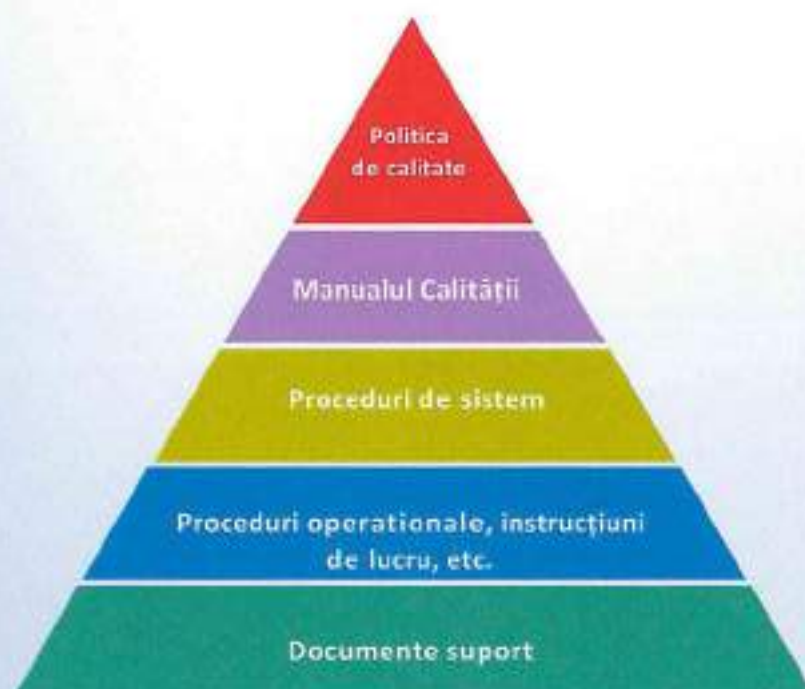 Politica
de calitate
Manualul Calității
Proceduri de sistem
Proceduri operationale, instrucțiuni
de lucru, etc.
Documente suport